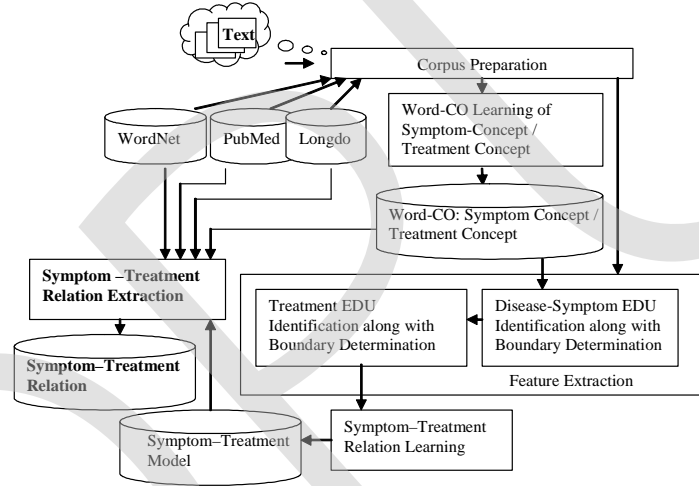 Text
Corpus Preparation
WordNet
PubMed
Longdo
Word-CO Learning of
Symptom-Concept /
Treatment Concept
Word-CO: Symptom Concept /
Treatment Concept
Symptom –Treatment
Relation Extraction
Treatment EDU
Identification along with
Boundary Determination
Disease-Symptom EDU
Identification along with
Boundary Determination
Feature Extraction
Symptom–Treatment
Relation
Symptom–Treatment
Model
Symptom–Treatment
Relation Learning